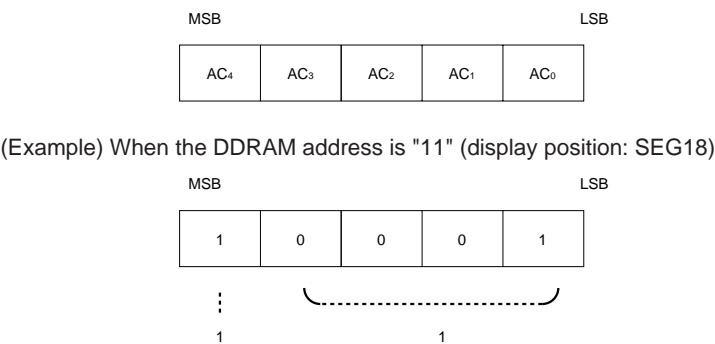 MSB LSB
AC4 AC3 AC2 AC1 AC0
(Example) When the DDRAM address is "11" (display position: SEG18)
MSB LSB
1 0 0 0 1
1 1